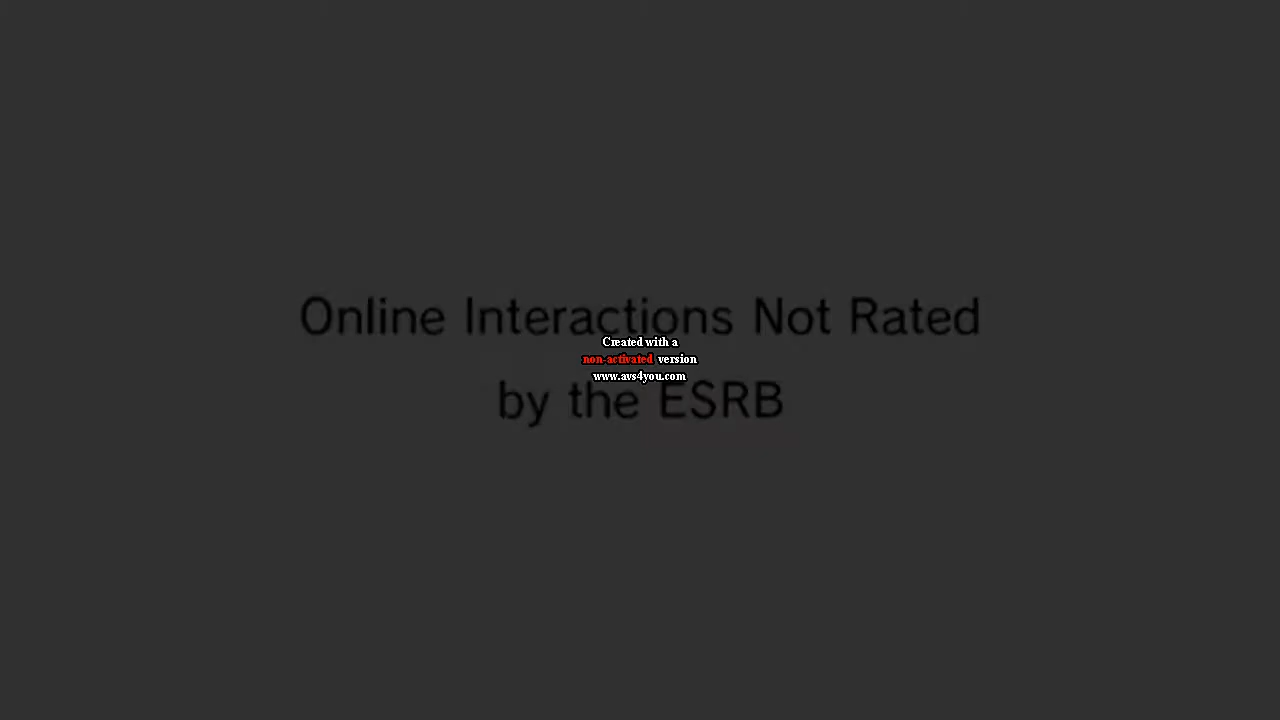 Online Interactions Not Rated
Created with a
non-activated version
www.avs4you.com
by the ESRB